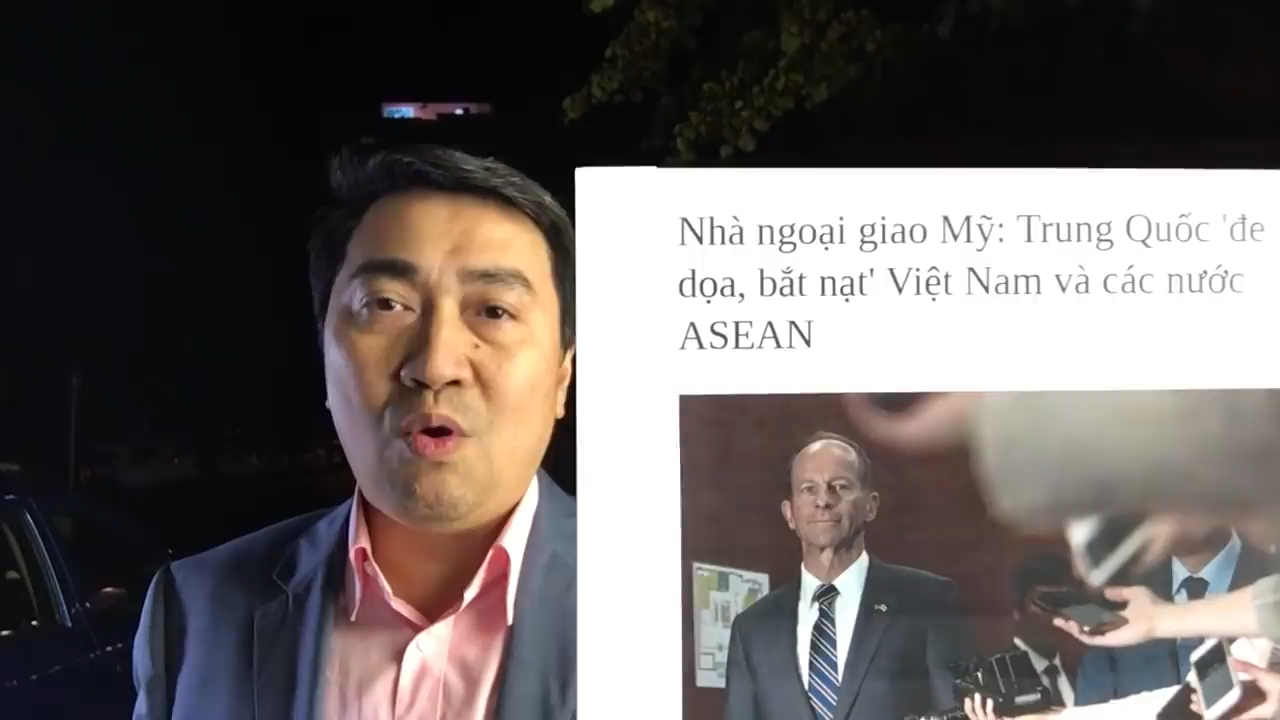 Nhà ngoại giao Mỹ: Trung Quốc 'đe
dọa, bắt nạt' Việt Nam và các nước
ASEAN